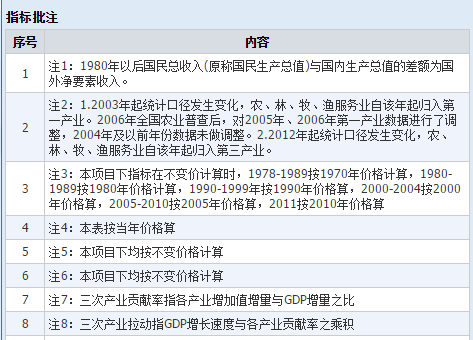 指标批注
序号 内容
1 注1：1980年以后国民总收入(原称国民生产总值)与国内生产总值的差额为国
外净要素收入。
2 注2：1.2003年起统计口径发生变化，农、林、牧、渔服务业自该年起归入第
一产业。2006年全国农业普查后，对2005年、2006年第一产业数据进行了调
整，2004年及以前年份数据未做调整。2.2012年起统计口径发生变化，农、
林、牧、渔服务业自该年起归入第三产业。
3 注3：本项目下指标在不变价计算时，1978-1989按1970年价格计算，1980-
1989按1980年价格计算，1990-1999年按1990年价格算，2000-2004按2000
年价格算，2005-2010按2005年价格算，2011按2010年价格算
4 注4：本表按当年价格算
5 注5：本项目下均按不变价格计算
6 注6：本项目下均按不变价格计算
7 注7：三次产业贡献率指各产业增加值增量与GDP增量之比
8 注8：三次产业拉动指GDP增长速度与各产业贡献率之乘积